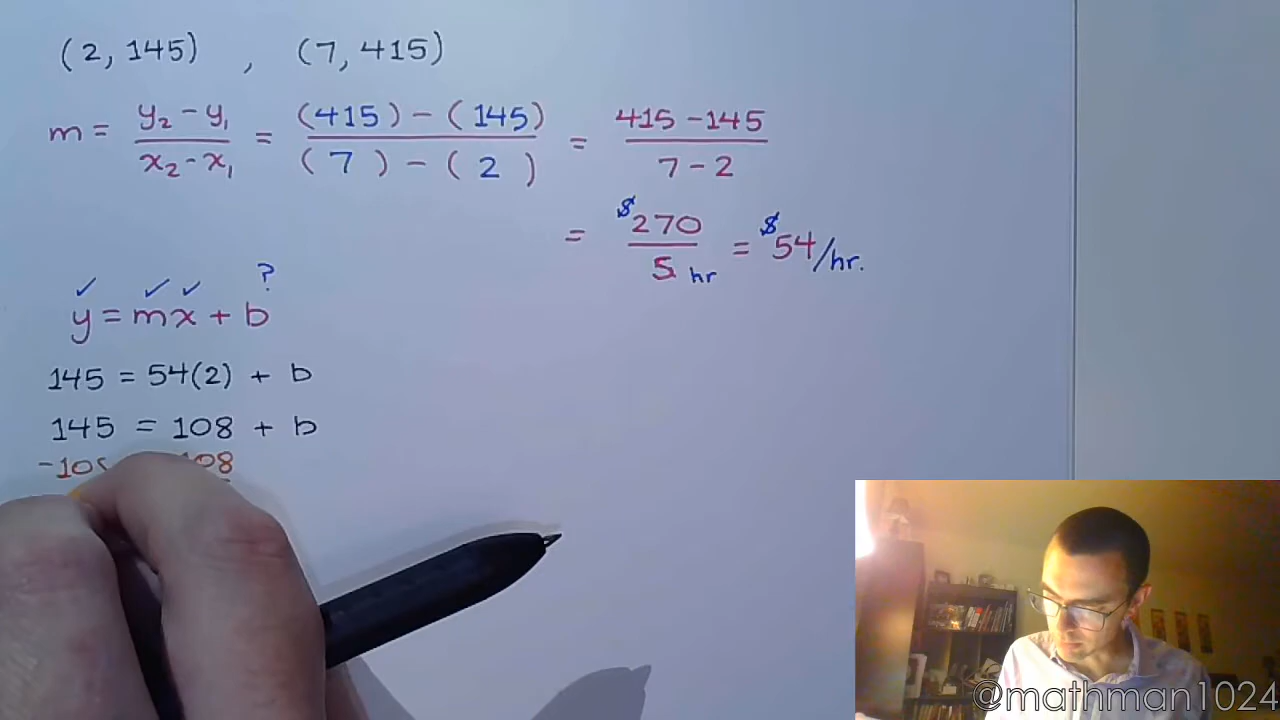 (2, 145) , (7, 415)
m = y₂ - y₁ / x₂ - x₁ = (415) - (145) / (7) - (2) = 415 - 145 / 7 - 2
= $270 / 5 hr = $54/hr.
✓ ✓ ✓ ?
y = mx + b
145 = 54(2) + b
145 = 108 + b
@mathman1024